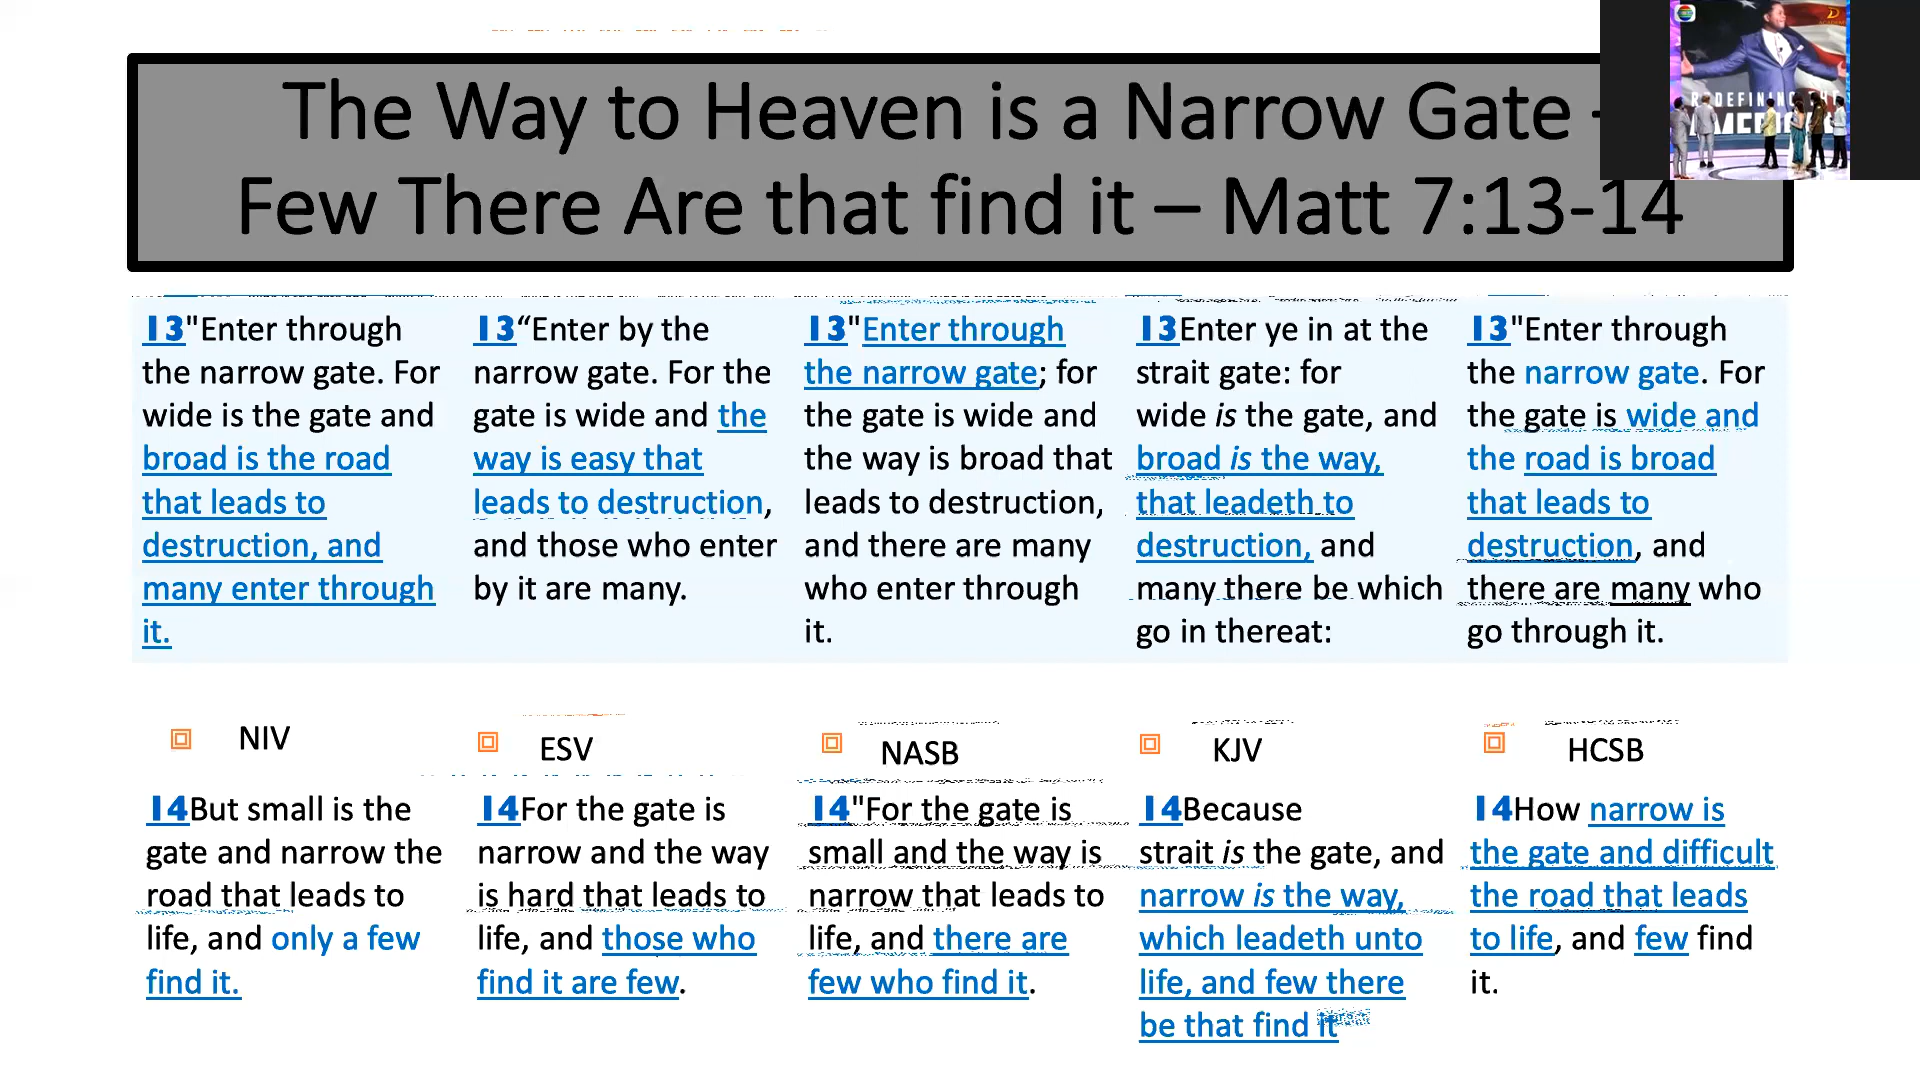 The Way to Heaven is a Narrow Gate -
Few There Are that find it – Matt 7:13-14
13"Enter through
the narrow gate. For
wide is the gate and
broad is the road
that leads to
destruction, and
many enter through
it.
13“Enter by the
narrow gate. For the
gate is wide and the
way is easy that
leads to destruction,
and those who enter
by it are many.
13"Enter through
the narrow gate; for
the gate is wide and
the way is broad that
leads to destruction,
and there are many
who enter through
it.
13Enter ye in at the
strait gate: for
wide is the gate, and
broad is the way,
that leadeth to
destruction, and
many there be which
go in thereat:
13"Enter through
the narrow gate. For
the gate is wide and
the road is broad
that leads to
destruction, and
there are many who
go through it.
NIV
ESV
NASB
KJV
HCSB
14But small is the
gate and narrow the
road that leads to
life, and only a few
find it.
14For the gate is
narrow and the way
is hard that leads to
life, and those who
find it are few.
14"For the gate is
small and the way is
narrow that leads to
life, and there are
few who find it.
14Because
strait is the gate, and
narrow is the way,
which leadeth unto
life, and few there
be that find it
14How narrow is
the gate and difficult
the road that leads
to life, and few find
it.